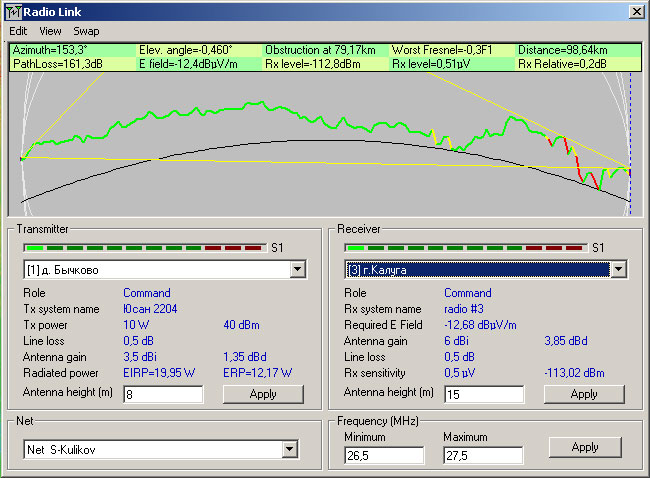 Radio Link
Edit View Swap
Azimuth=153,3° Elev. angle=-0,460° Obstruction at 79,17km Worst Fresnel=-0,3F1 Distance=98,64km
PathLoss=161,3dB E field=-12,4dBµV/m Rx level=-112,8dBm Rx level=0,51µV Rx Relative=0,2dB
Transmitter
S1
[1] д. Бычково
Role Command
Tx system name Юсан 2204
Tx power 10 W 40 dBm
Line loss 0,5 dB
Antenna gain 3,5 dBi 1,35 dBd
Radiated power EIRP=19,95 W ERP=12,17 W
Antenna height (m) 8 Apply
Receiver
S1
[3] г.Калуга
Role Command
Rx system name radio #3
Required E Field -12,68 dBµV/m
Antenna gain 6 dBi 3,85 dBd
Line loss 0,5 dB
Rx sensitivity 0,5 µV -113,02 dBm
Antenna height (m) 15 Apply
Net
Net S-Kulikov
Frequency (MHz)
Minimum Maximum
26,5 27,5 Apply